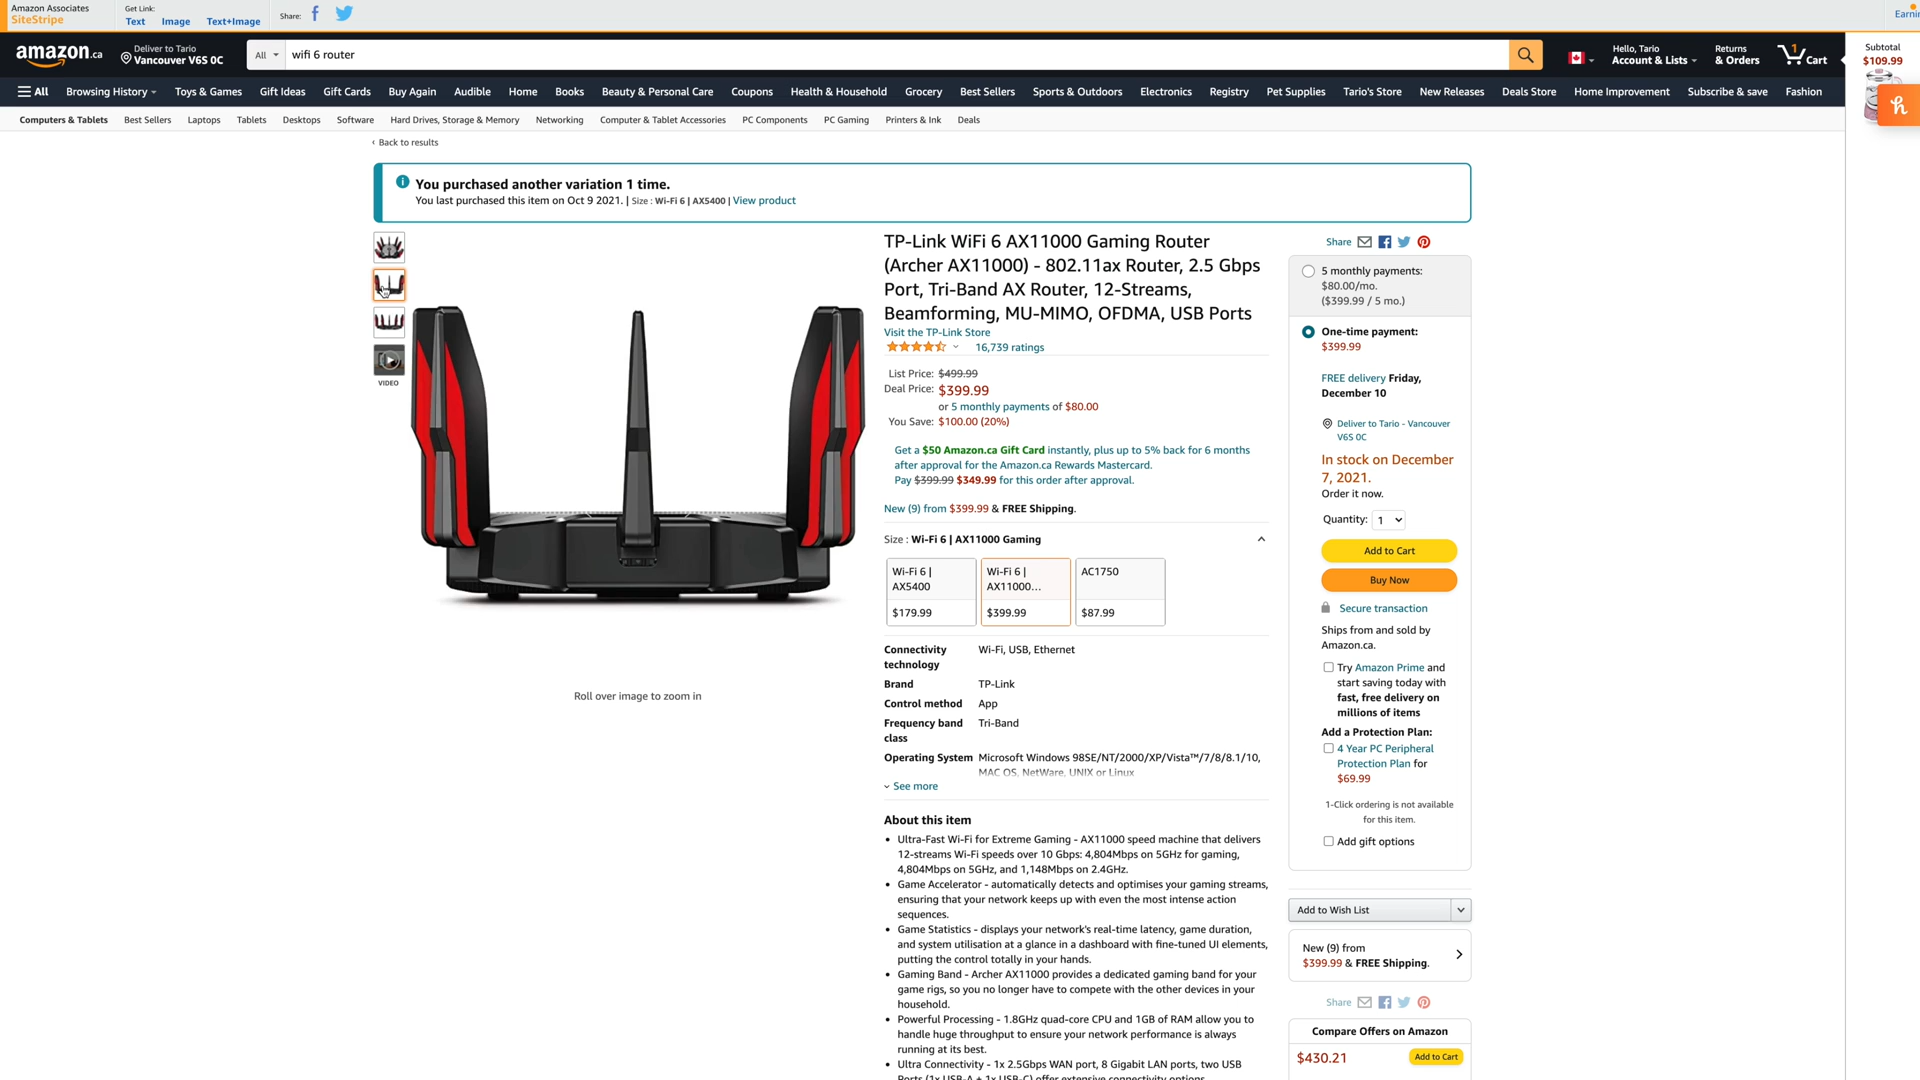 Amazon Associates
SiteStripe
Get Link:
Text Image Text+Image
Share:
Earni
amazon.ca
Deliver to Tario
Vancouver V6S 0C
All
wifi 6 router
Hello, Tario
Account & Lists
Returns
& Orders
1
Cart
Subtotal
$109.99
All Browsing History Toys & Games Gift Ideas Gift Cards Buy Again Audible Home Books Beauty & Personal Care Coupons Health & Household Grocery Best Sellers Sports & Outdoors Electronics Registry Pet Supplies Tario's Store New Releases Deals Store Home Improvement Subscribe & save Fashion
Computers & Tablets Best Sellers Laptops Tablets Desktops Software Hard Drives, Storage & Memory Networking Computer & Tablet Accessories PC Components PC Gaming Printers & Ink Deals
‹ Back to results
You purchased another variation 1 time.
You last purchased this item on Oct 9 2021. | Size : Wi-Fi 6 | AX5400 | View product
VIDEO
Roll over image to zoom in
TP-Link WiFi 6 AX11000 Gaming Router
(Archer AX11000) - 802.11ax Router, 2.5 Gbps
Port, Tri-Band AX Router, 12-Streams,
Beamforming, MU-MIMO, OFDMA, USB Ports
Visit the TP-Link Store
16,739 ratings
List Price: $499.99
Deal Price: $399.99
or 5 monthly payments of $80.00
You Save: $100.00 (20%)
Get a $50 Amazon.ca Gift Card instantly, plus up to 5% back for 6 months
after approval for the Amazon.ca Rewards Mastercard.
Pay $399.99 $349.99 for this order after approval.
New (9) from $399.99 & FREE Shipping.
Size : Wi-Fi 6 | AX11000 Gaming
Wi-Fi 6 |
AX5400
$179.99
Wi-Fi 6 |
AX11000...
$399.99
AC1750
$87.99
Connectivity
technology
Wi-Fi, USB, Ethernet
Brand TP-Link
Control method App
Frequency band
class
Tri-Band
Operating System Microsoft Windows 98SE/NT/2000/XP/Vista™/7/8/8.1/10,
MAC OS, NetWare, UNIX or Linux
See more
About this item
• Ultra-Fast Wi-Fi for Extreme Gaming - AX11000 speed machine that delivers
12-streams Wi-Fi speeds over 10 Gbps: 4,804Mbps on 5GHz for gaming,
4,804Mbps on 5GHz, and 1,148Mbps on 2.4GHz.
• Game Accelerator - automatically detects and optimises your gaming streams,
ensuring that your network keeps up with even the most intense action
sequences.
• Game Statistics - displays your network's real-time latency, game duration,
and system utilisation at a glance in a dashboard with fine-tuned UI elements,
putting the control totally in your hands.
• Gaming Band - Archer AX11000 provides a dedicated gaming band for your
game rigs, so you no longer have to compete with the other devices in your
household.
• Powerful Processing - 1.8GHz quad-core CPU and 1GB of RAM allow you to
handle huge throughput to ensure your network performance is always
running at its best.
• Ultra Connectivity - 1x 2.5Gbps WAN port, 8 Gigabit LAN ports, two USB
Ports (1x USB-A + 1x USB-C) offer extensive connectivity options.
Share
5 monthly payments:
$80.00/mo.
($399.99 / 5 mo.)
One-time payment:
$399.99
FREE delivery Friday,
December 10
Deliver to Tario - Vancouver
V6S 0C
In stock on December
7, 2021.
Order it now.
Quantity: 1
Add to Cart
Buy Now
Secure transaction
Ships from and sold by
Amazon.ca.
Try Amazon Prime and
start saving today with
fast, free delivery on
millions of items
Add a Protection Plan:
4 Year PC Peripheral
Protection Plan for
$69.99
1-Click ordering is not available
for this item.
Add gift options
Add to Wish List
New (9) from
$399.99 & FREE Shipping.
Share
Compare Offers on Amazon
$430.21
Add to Cart